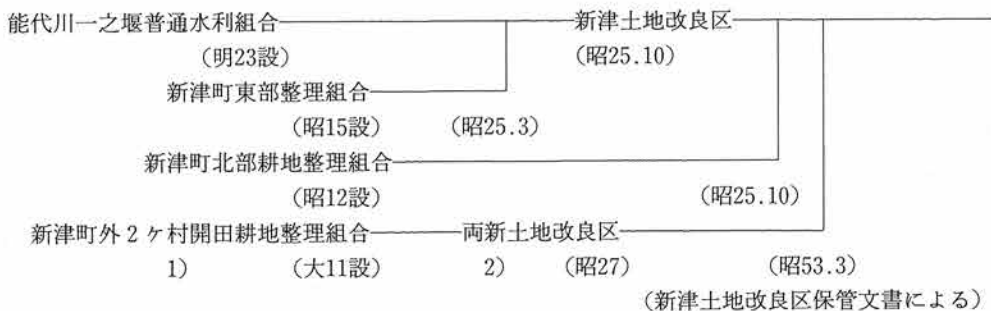 能代川一之堰普通水利組合 新津土地改良区
(明23設) (昭25.10)
新津町東部整理組合
(昭15設) (昭25.3)
新津町北部耕地整理組合
(昭12設) (昭25.10)
新津町外2ヶ村開田耕地整理組合 両新土地改良区
1) (大11設) 2) (昭27) (昭53.3)
(新津土地改良区保管文書による)